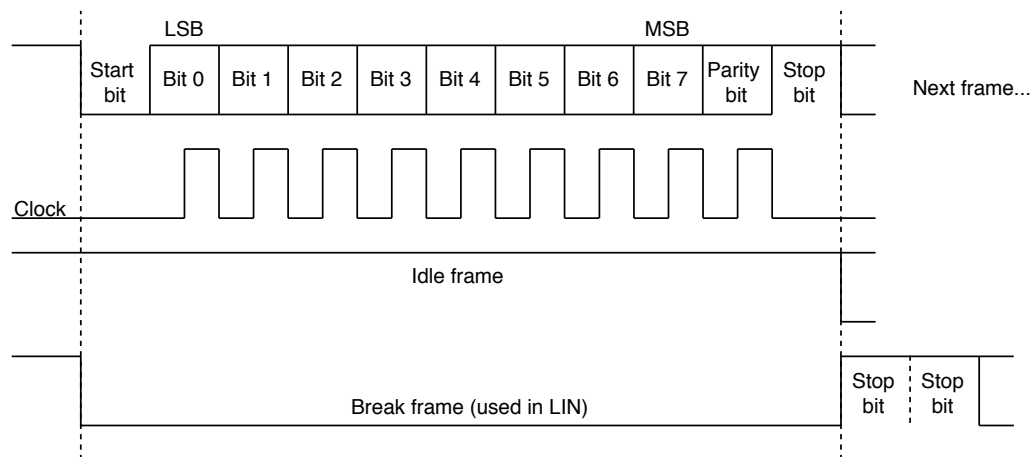 LSB MSB
Start bit
Bit 0
Bit 1
Bit 2
Bit 3
Bit 4
Bit 5
Bit 6
Bit 7
Parity bit
Stop bit
Next frame...
Clock
Idle frame
Break frame (used in LIN)
Stop bit
Stop bit